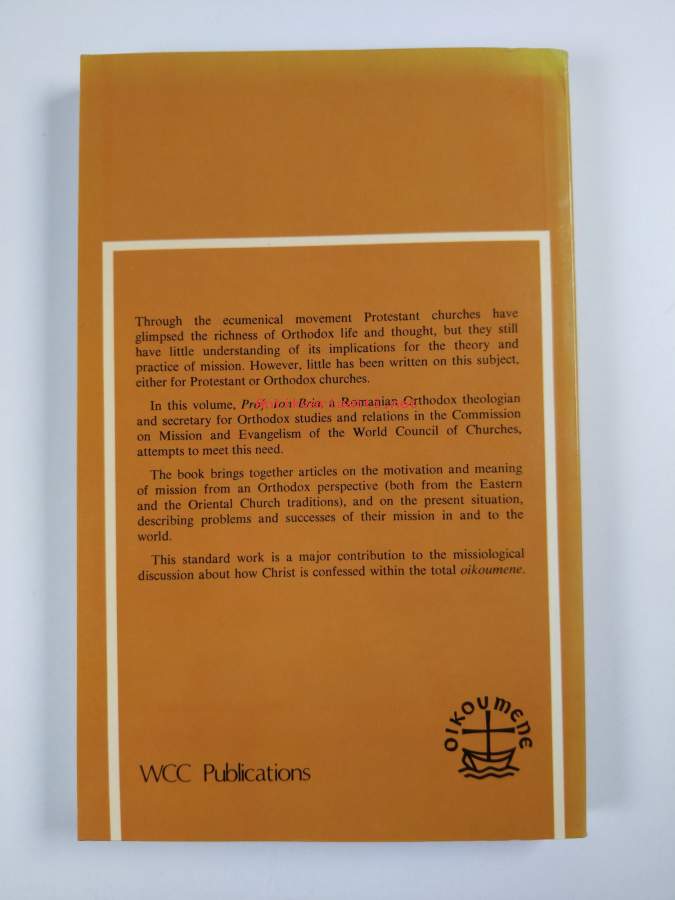 Through the ecumenical movement Protestant churches have
glimpsed the richness of Orthodox life and thought, but they still
have little understanding of its implications for the theory and
practice of mission. However, little has been written on this subject,
either for Protestant or Orthodox churches.
In this volume, Prof. Ion Bria, Romanian Orthodox theologian
and secretary for Orthodox studies and relations in the Commission
on Mission and Evangelism of the World Council of Churches,
attempts to meet this need.
The book brings together articles on the motivation and meaning
of mission from an Orthodox perspective (both from the Eastern
and the Oriental Church traditions), and on the present situation,
describing problems and successes of their mission in and to the
world.
This standard work is a major contribution to the missiological
discussion about how Christ is confessed within the total oikoumene.
OIKOUMENE
WCC Publications